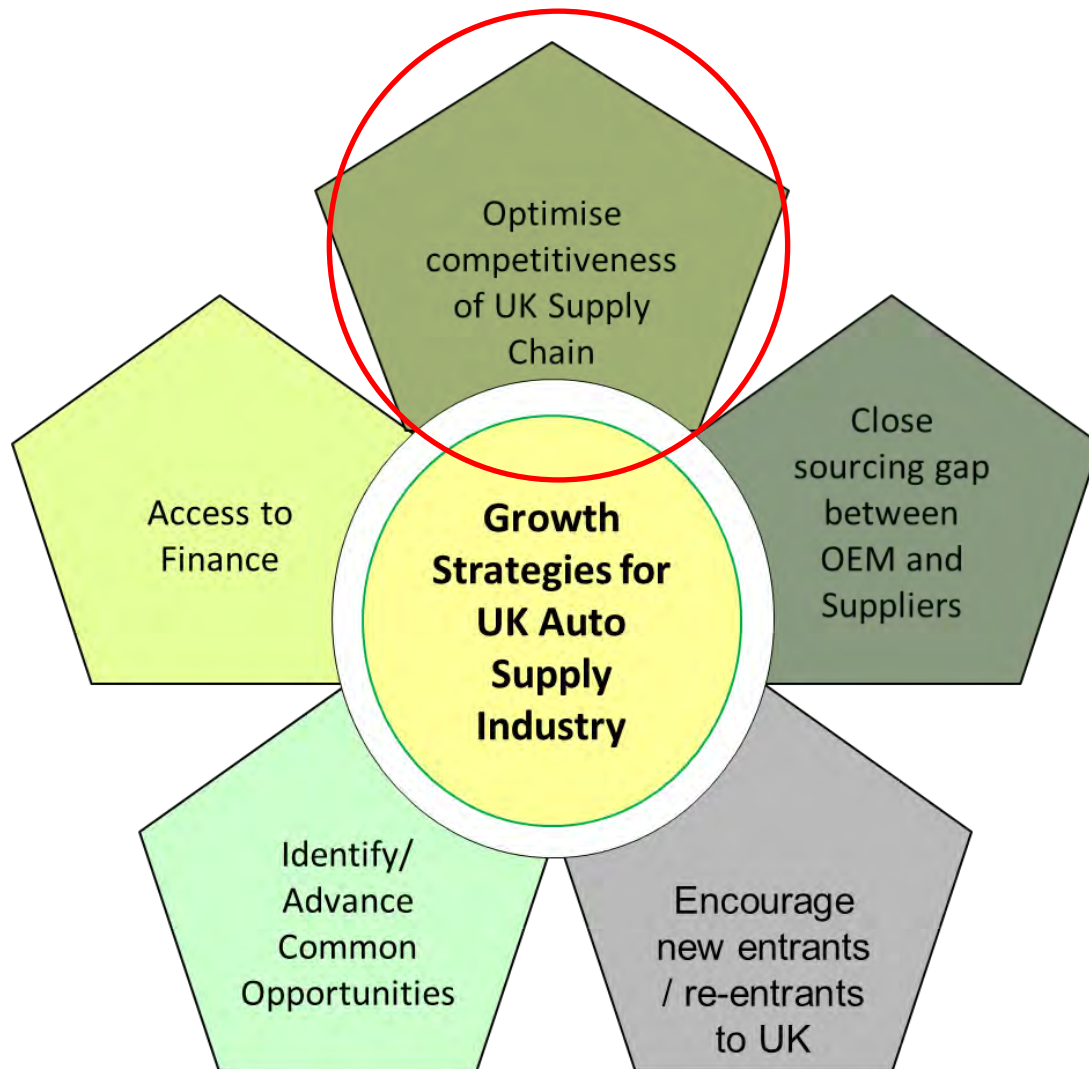 Optimise
competitiveness
of UK Supply
Chain
Close
sourcing gap
between
OEM and
Suppliers
Access to
Finance
Growth
Strategies for
UK Auto
Supply
Industry
Identify/
Advance
Common
Opportunities
Encourage
new entrants
/ re-entrants
to UK